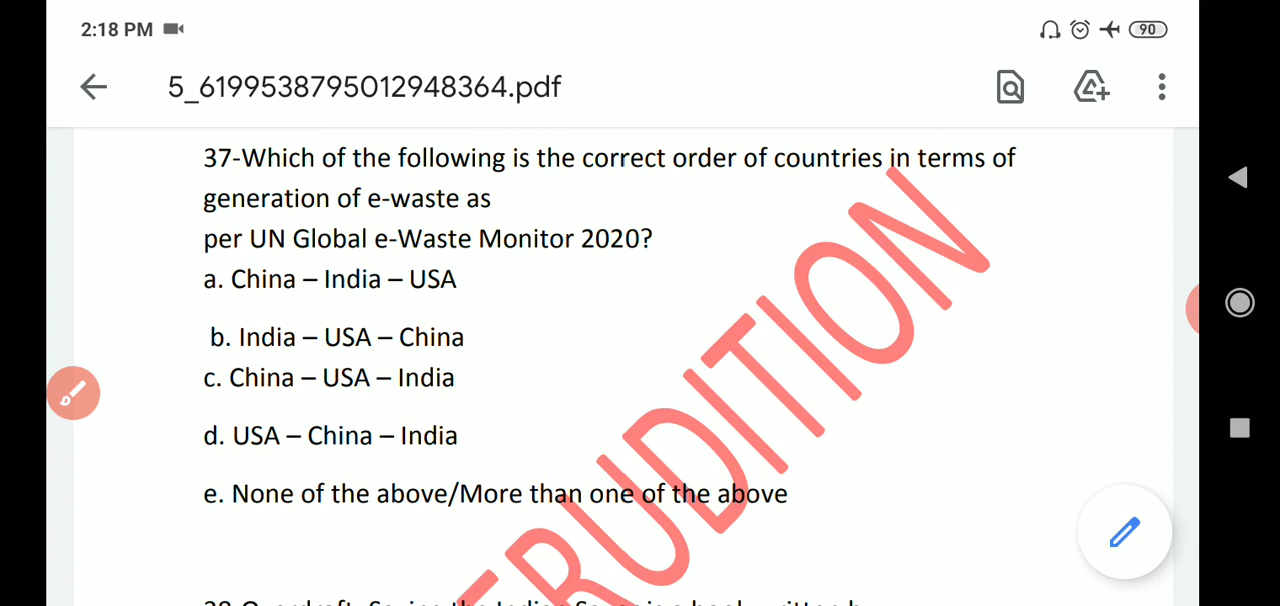 2:18 PM
90
5_6199538795012948364.pdf
37-Which of the following is the correct order of countries in terms of
generation of e-waste as
per UN Global e-Waste Monitor 2020?
a. China – India – USA
b. India – USA – China
c. China – USA – India
d. USA – China – India
e. None of the above/More than one of the above
ERUDITION